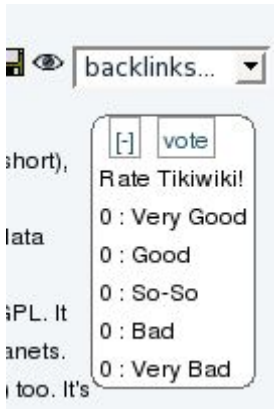 backlinks...
[-] vote
short), Rate Tikiwiki!
0 : Very Good
data 0 : Good
0 : So-So
GPL. It 0 : Bad
anets. 0 : Very Bad
too. It's